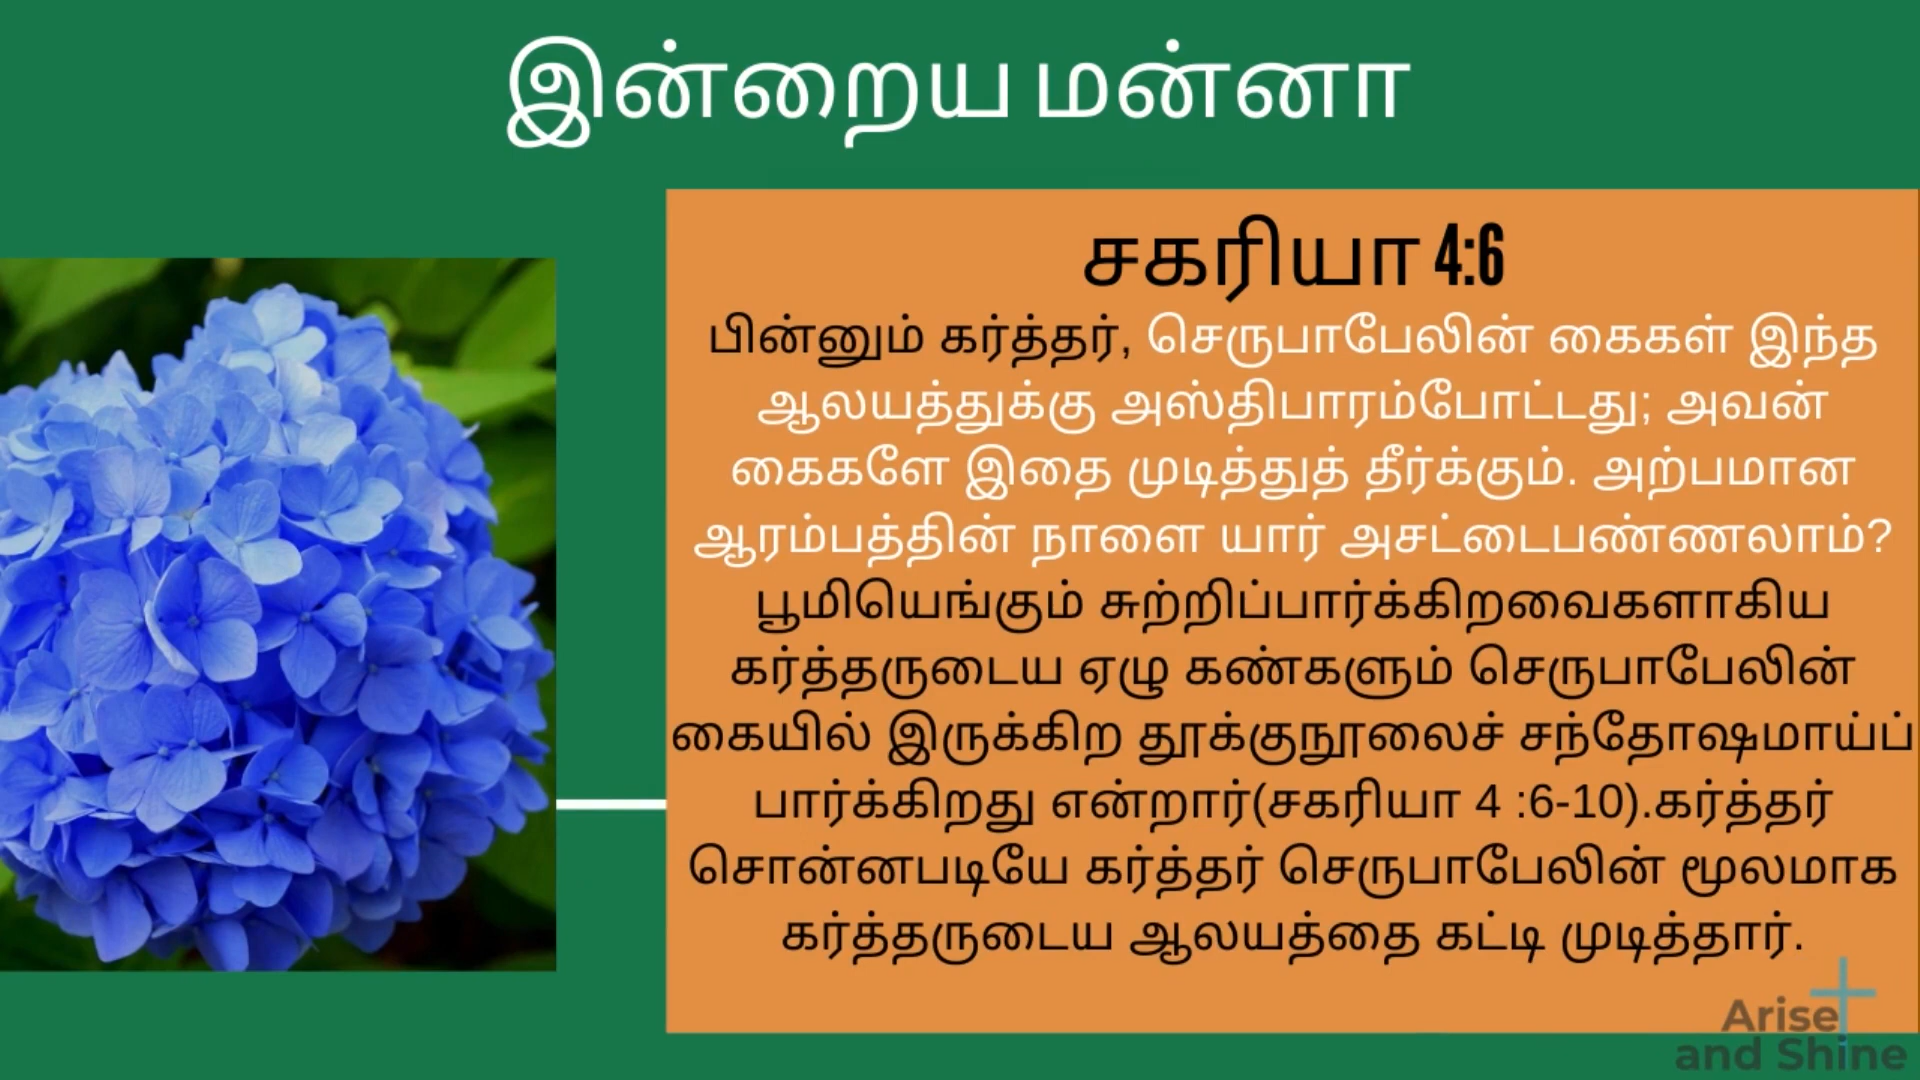 இன்றைய மன்னா
சகரியா 4:6
பின்னும் கர்த்தர், செருபாபேலின் கைகள் இந்த
ஆலயத்துக்கு அஸ்திபாரம்போட்டது; அவன்
கைகளே இதை முடித்துத் தீர்க்கும். அற்பமான
ஆரம்பத்தின் நாளை யார் அசட்டைபண்ணலாம்?
பூமியெங்கும் சுற்றிப்பார்க்கிறவைகளாகிய
கர்த்தருடைய ஏழு கண்களும் செருபாபேலின்
கையில் இருக்கிற தூக்குநூலைச் சந்தோஷமாய்ப்
பார்க்கிறது என்றார்(சகரியா 4 :6-10).கர்த்தர்
சொன்னபடியே கர்த்தர் செருபாபேலின் மூலமாக
கர்த்தருடைய ஆலயத்தை கட்டி முடித்தார்.
Arise
and Shine